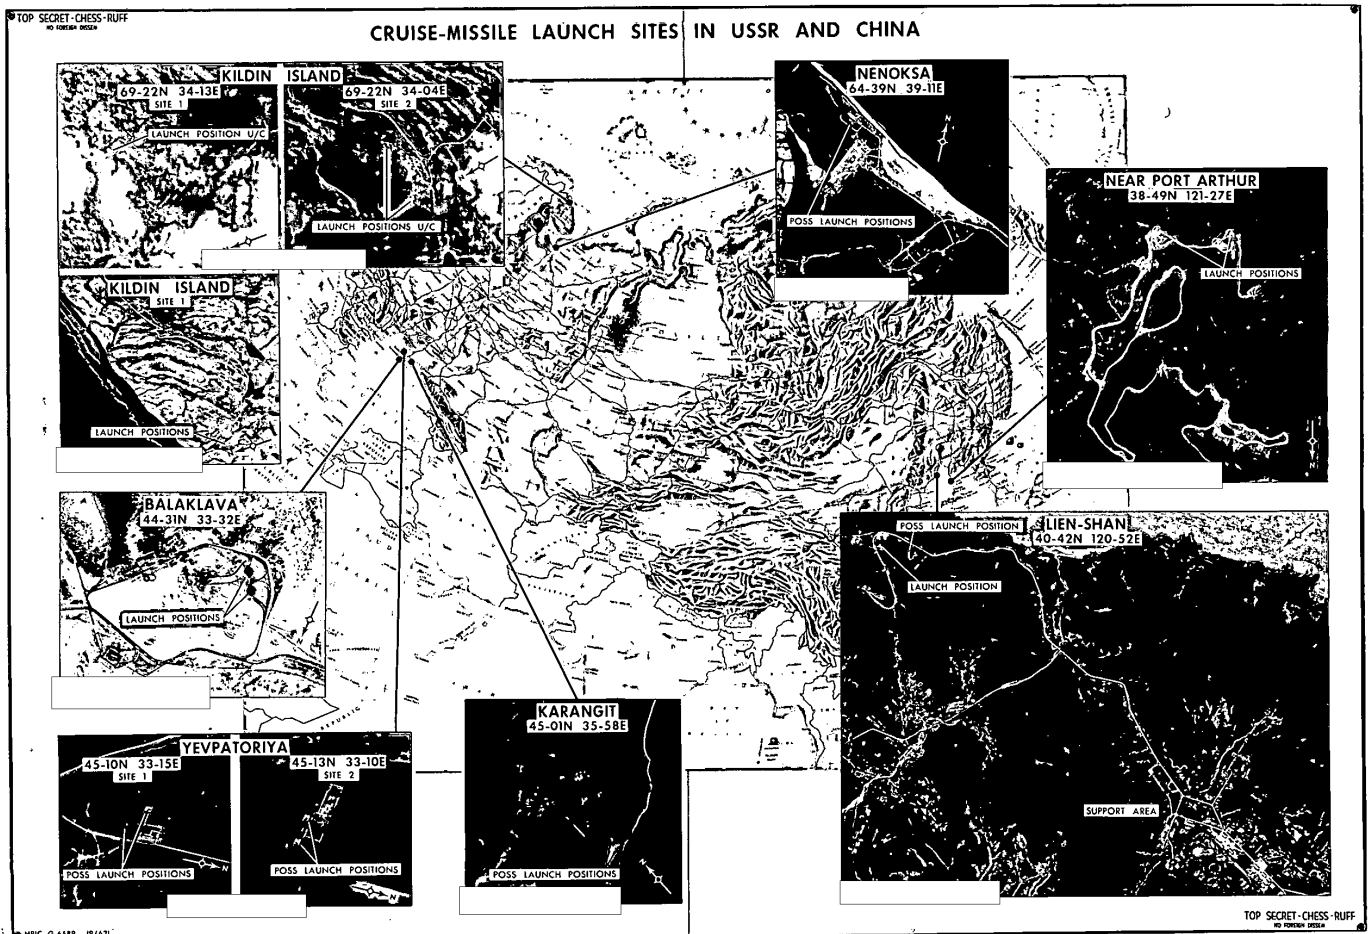 TOP SECRET-CHESS-RUFF
NO FOREIGN DISSEM
CRUISE-MISSILE LAUNCH SITES IN USSR AND CHINA
KILDIN ISLAND
69-22N 34-13E
SITE 1
LAUNCH POSITION U/C
69-22N 34-04E
SITE 2
LAUNCH POSITIONS U/C
NENOKSA
64-39N 39-11E
POSS LAUNCH POSITIONS
N
NEAR PORT ARTHUR
38-49N 121-27E
LAUNCH POSITIONS
N
KILDIN ISLAND
SITE 1
LAUNCH POSITIONS
BALAKLAVA
44-31N 33-32E
LAUNCH POSITIONS
LIEN-SHAN
40-42N 120-52E
POSS LAUNCH POSITION
LAUNCH POSITION
SUPPORT AREA
YEVPATORIYA
45-10N 33-15E
SITE 1
POSS LAUNCH POSITIONS
N
45-13N 33-10E
SITE 2
POSS LAUNCH POSITIONS
N
KARANGIT
45-01N 35-58E
POSS LAUNCH POSITIONS
REPUBLIC
TOP SECRET-CHESS-RUFF
NO FOREIGN DISSEM